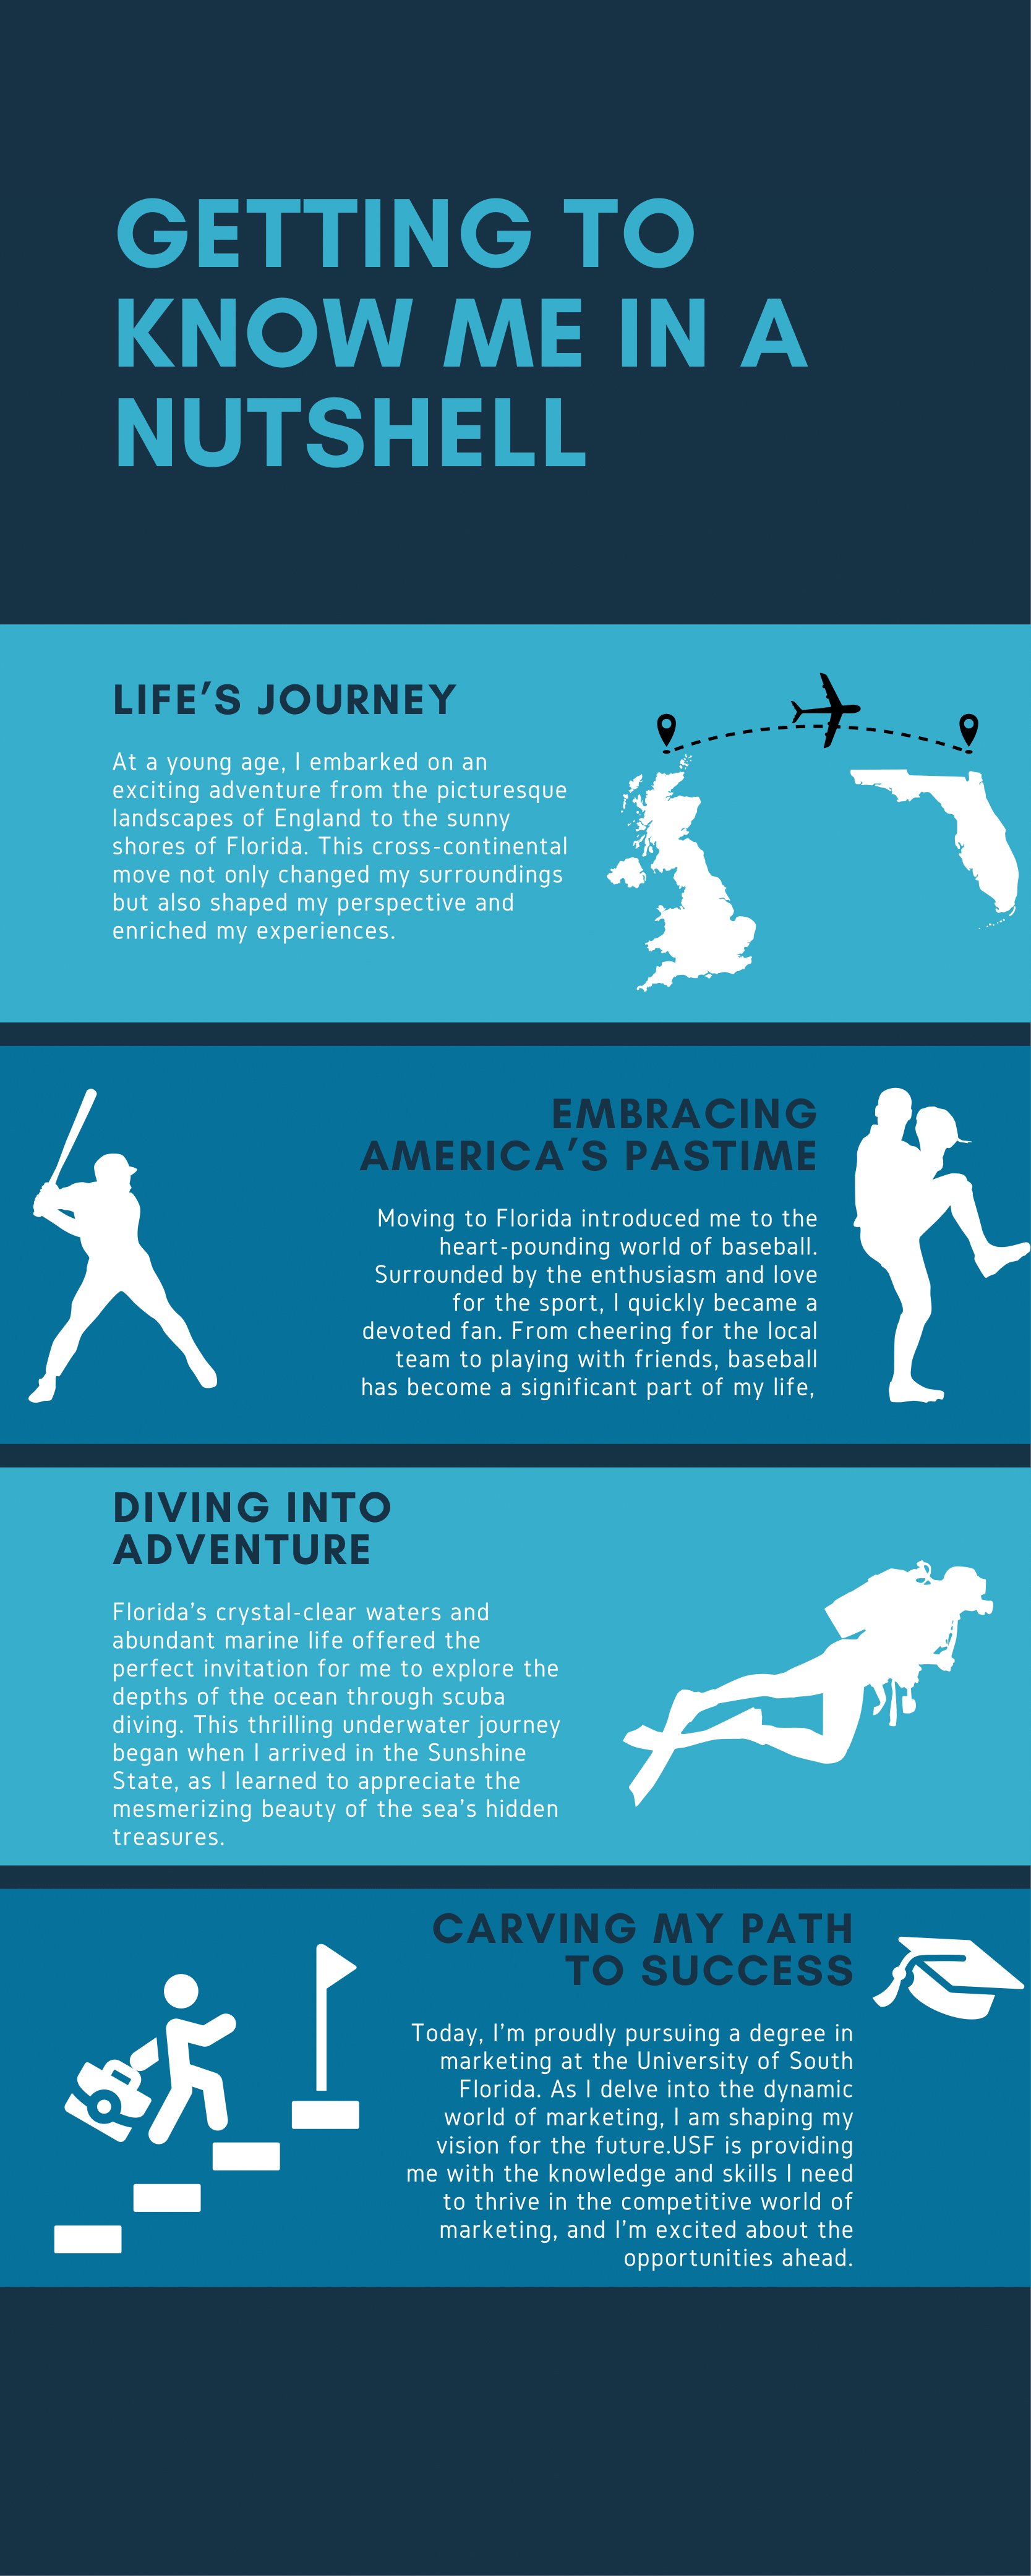 GETTING TO
KNOW ME IN A
NUTSHELL
LIFE’S JOURNEY
At a young age, I embarked on an
exciting adventure from the picturesque
landscapes of England to the sunny
shores of Florida. This cross-continental
move not only changed my surroundings
but also shaped my perspective and
enriched my experiences.
EMBRACING
AMERICA’S PASTIME
Moving to Florida introduced me to the
heart-pounding world of baseball.
Surrounded by the enthusiasm and love
for the sport, I quickly became a
devoted fan. From cheering for the local
team to playing with friends, baseball
has become a significant part of my life,
DIVING INTO
ADVENTURE
Florida’s crystal-clear waters and
abundant marine life offered the
perfect invitation for me to explore the
depths of the ocean through scuba
diving. This thrilling underwater journey
began when I arrived in the Sunshine
State, as I learned to appreciate the
mesmerizing beauty of the sea’s hidden
treasures.
CARVING MY PATH
TO SUCCESS
Today, I’m proudly pursuing a degree in
marketing at the University of South
Florida. As I delve into the dynamic
world of marketing, I am shaping my
vision for the future.USF is providing
me with the knowledge and skills I need
to thrive in the competitive world of
marketing, and I’m excited about the
opportunities ahead.